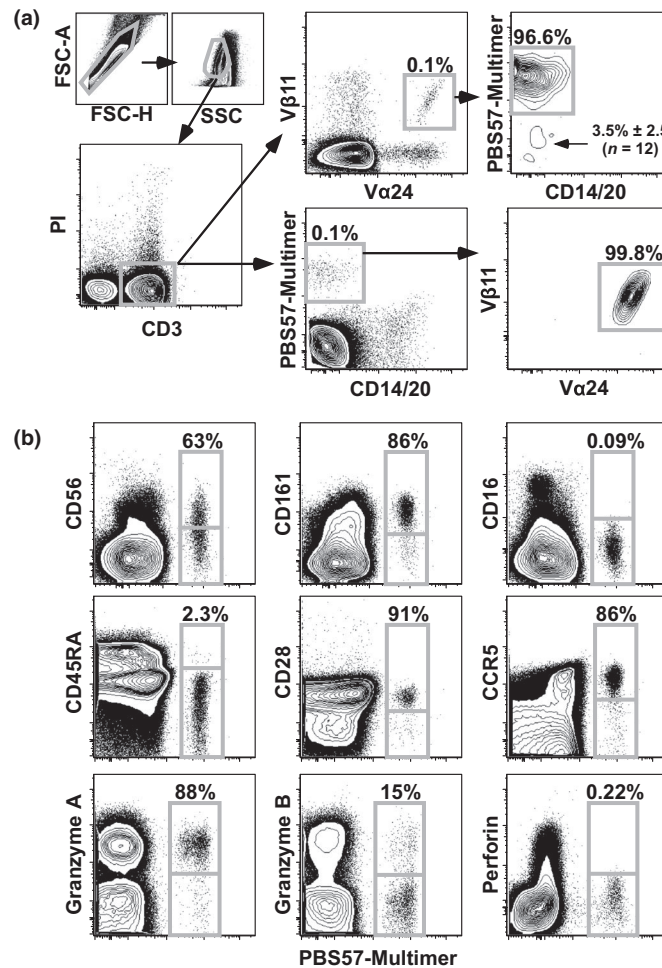 (a)
FSC-A
FSC-H
SSC
PI
CD3
Vβ11
0.1%
Vα24
PBS57-Multimer
96.6%
3.5% ± 2.5
(n = 12)
CD14/20
PBS57-Multimer
0.1%
CD14/20
Vβ11
99.8%
Vα24
(b)
CD56
63%
CD161
86%
CD16
0.09%
CD45RA
2.3%
CD28
91%
CCR5
86%
Granzyme A
88%
Granzyme B
15%
Perforin
0.22%
PBS57-Multimer